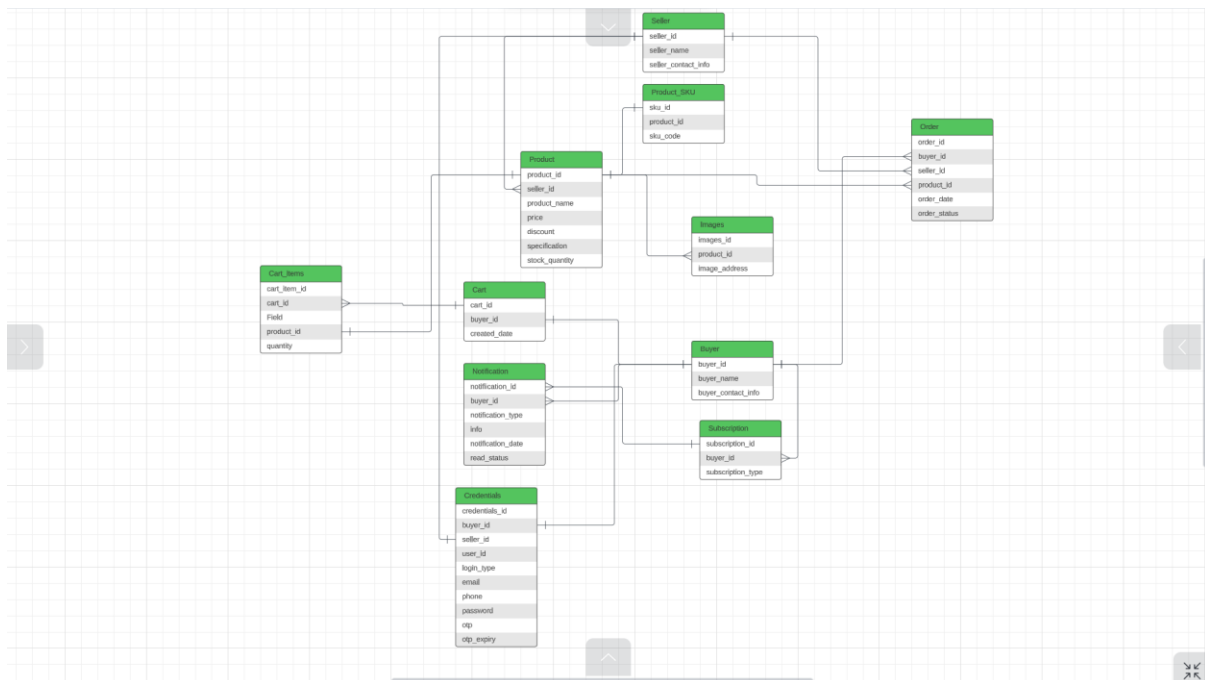 Seller
seller_id
seller_name
seller_contact_info
Product_SKU
sku_id
product_id
sku_code
Order
order_id
buyer_id
seller_id
product_id
order_date
order_status
Product
product_id
seller_id
product_name
price
discount
specification
stock_quantity
Images
images_id
product_id
image_address
Cart_Items
cart_item_id
cart_id
Field
product_id
quantity
Cart
cart_id
buyer_id
created_date
Buyer
buyer_id
buyer_name
buyer_contact_info
Notification
notification_id
buyer_id
notification_type
info
notification_date
read_status
Subscription
subscription_id
buyer_id
subscription_type
Credentials
credentials_id
buyer_id
seller_id
user_id
login_type
email
phone
password
otp
otp_expiry